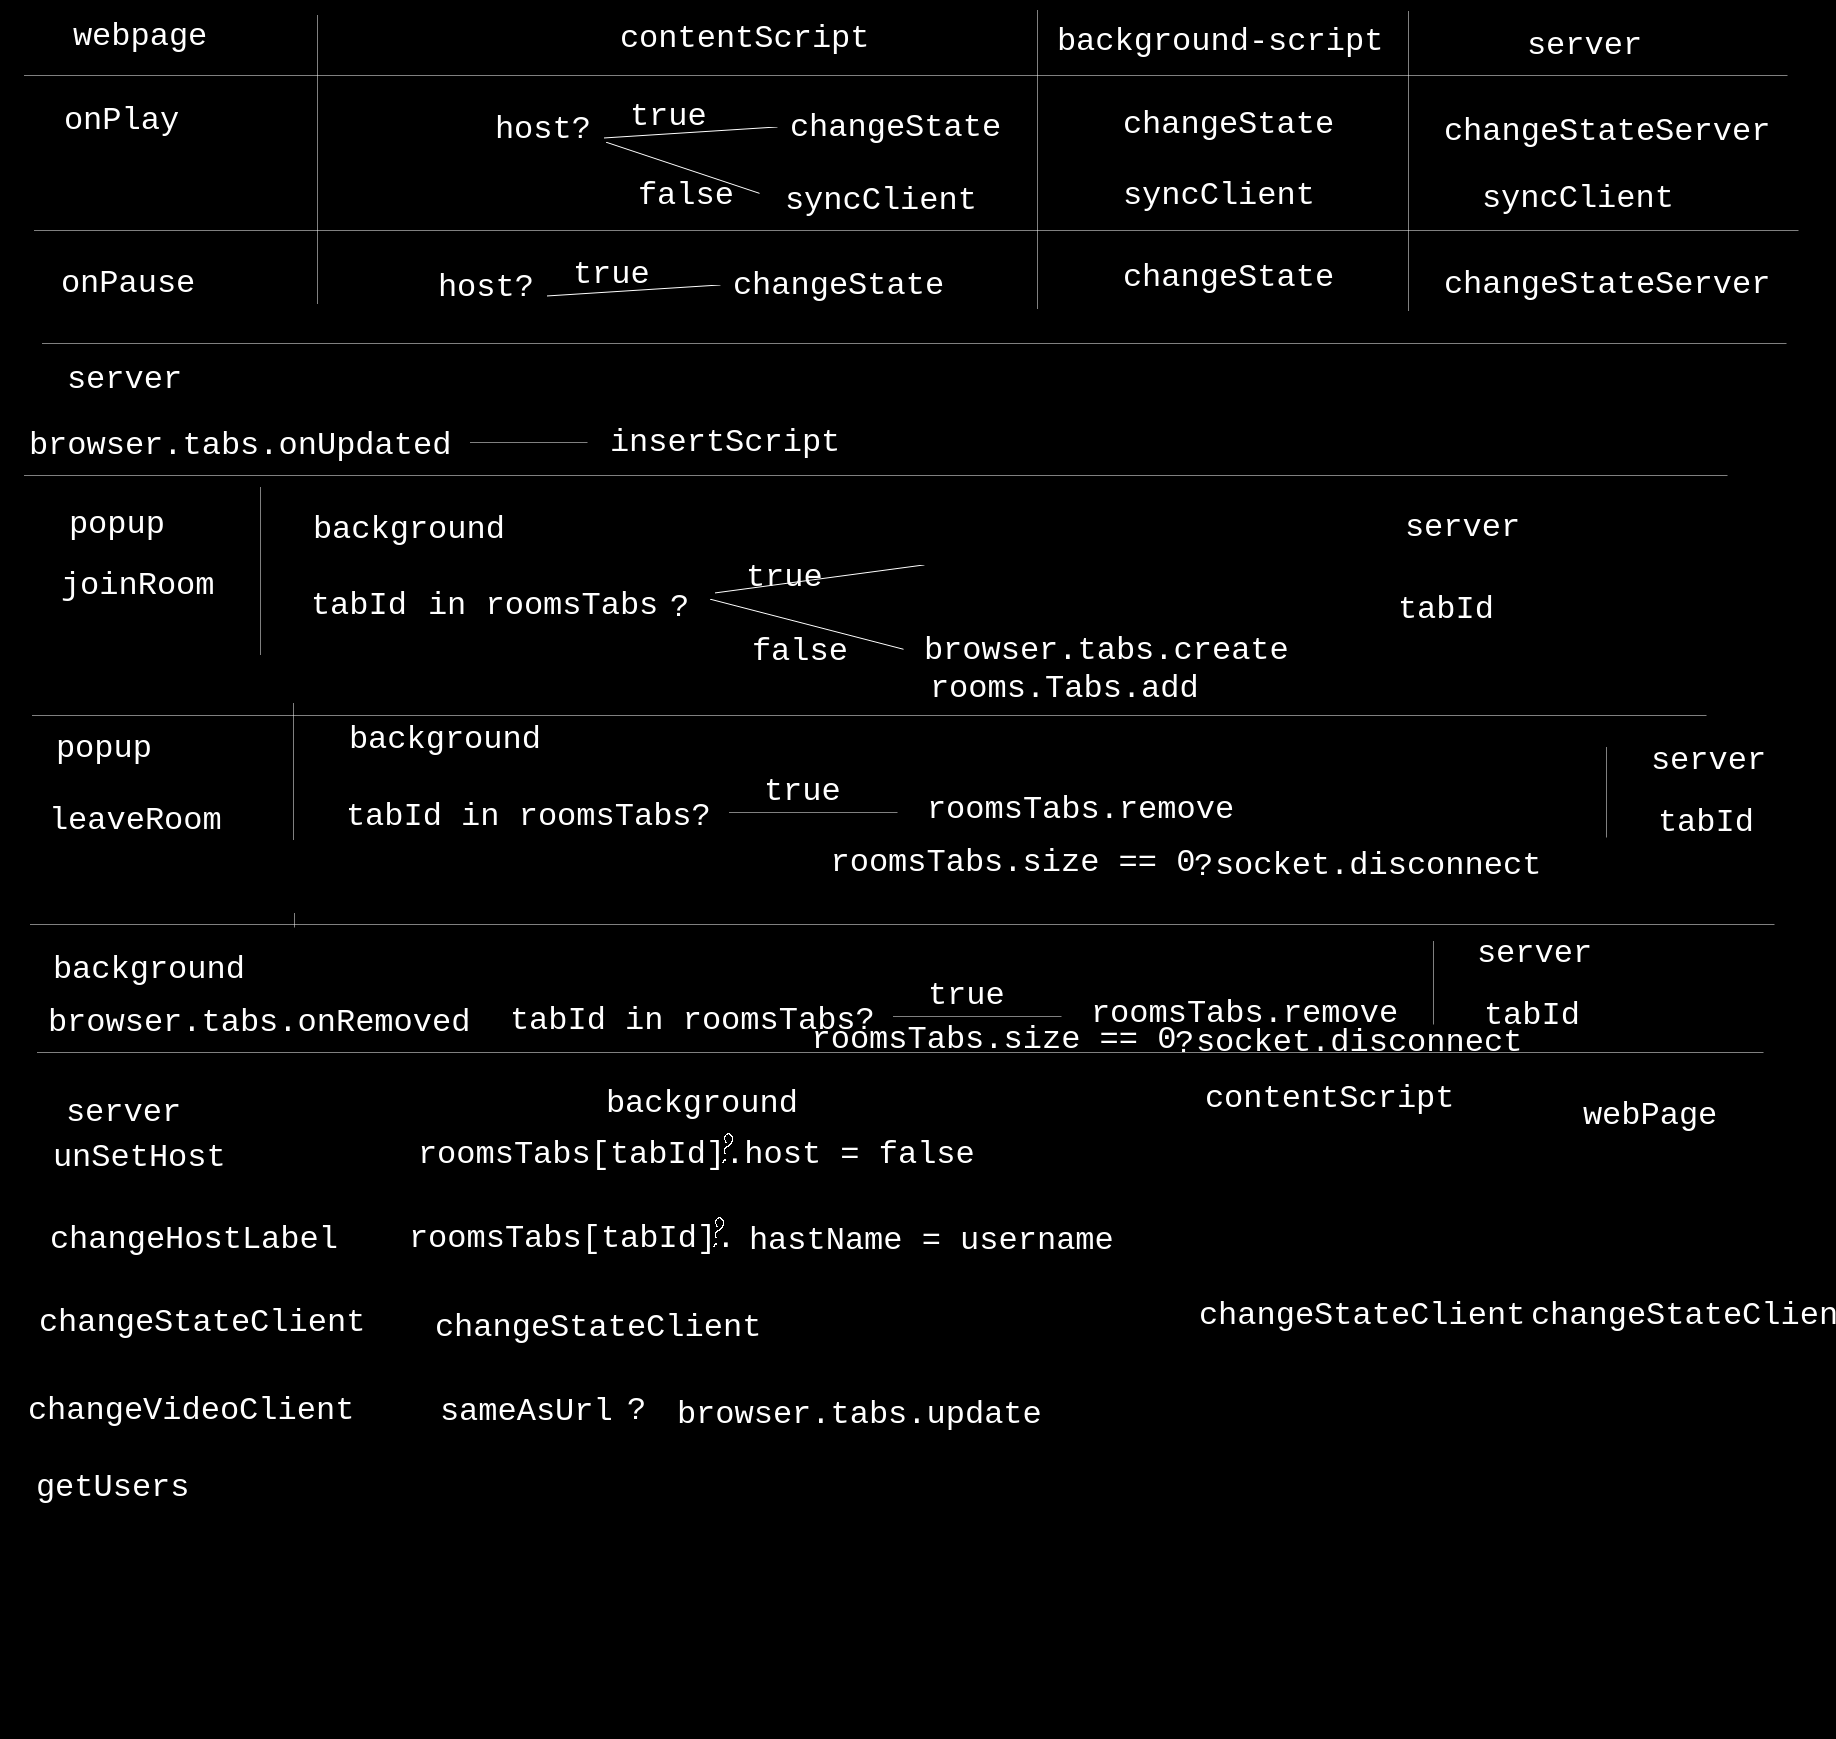 webpage contentScript background-script server
onPlay host? true changeState changeState changeStateServer
false syncClient syncClient syncClient
onPause host? true changeState changeState changeStateServer
server
browser.tabs.onUpdated insertScript
popup background server
joinRoom tabId in roomsTabs ? true tabId
false browser.tabs.create
rooms.Tabs.add
popup background server
leaveRoom tabId in roomsTabs? true roomsTabs.remove tabId
roomsTabs.size == 0?socket.disconnect
background server
browser.tabs.onRemoved tabId in roomsTabs? true roomsTabs.remove tabId
roomsTabs.size == 0?socket.disconnect
server background contentScript webPage
unSetHost roomsTabs[tabId]?.host = false
changeHostLabel roomsTabs[tabId]?. hastName = username
changeStateClient changeStateClient changeStateClient changeStateClien
changeVideoClient sameAsUrl ? browser.tabs.update
getUsers